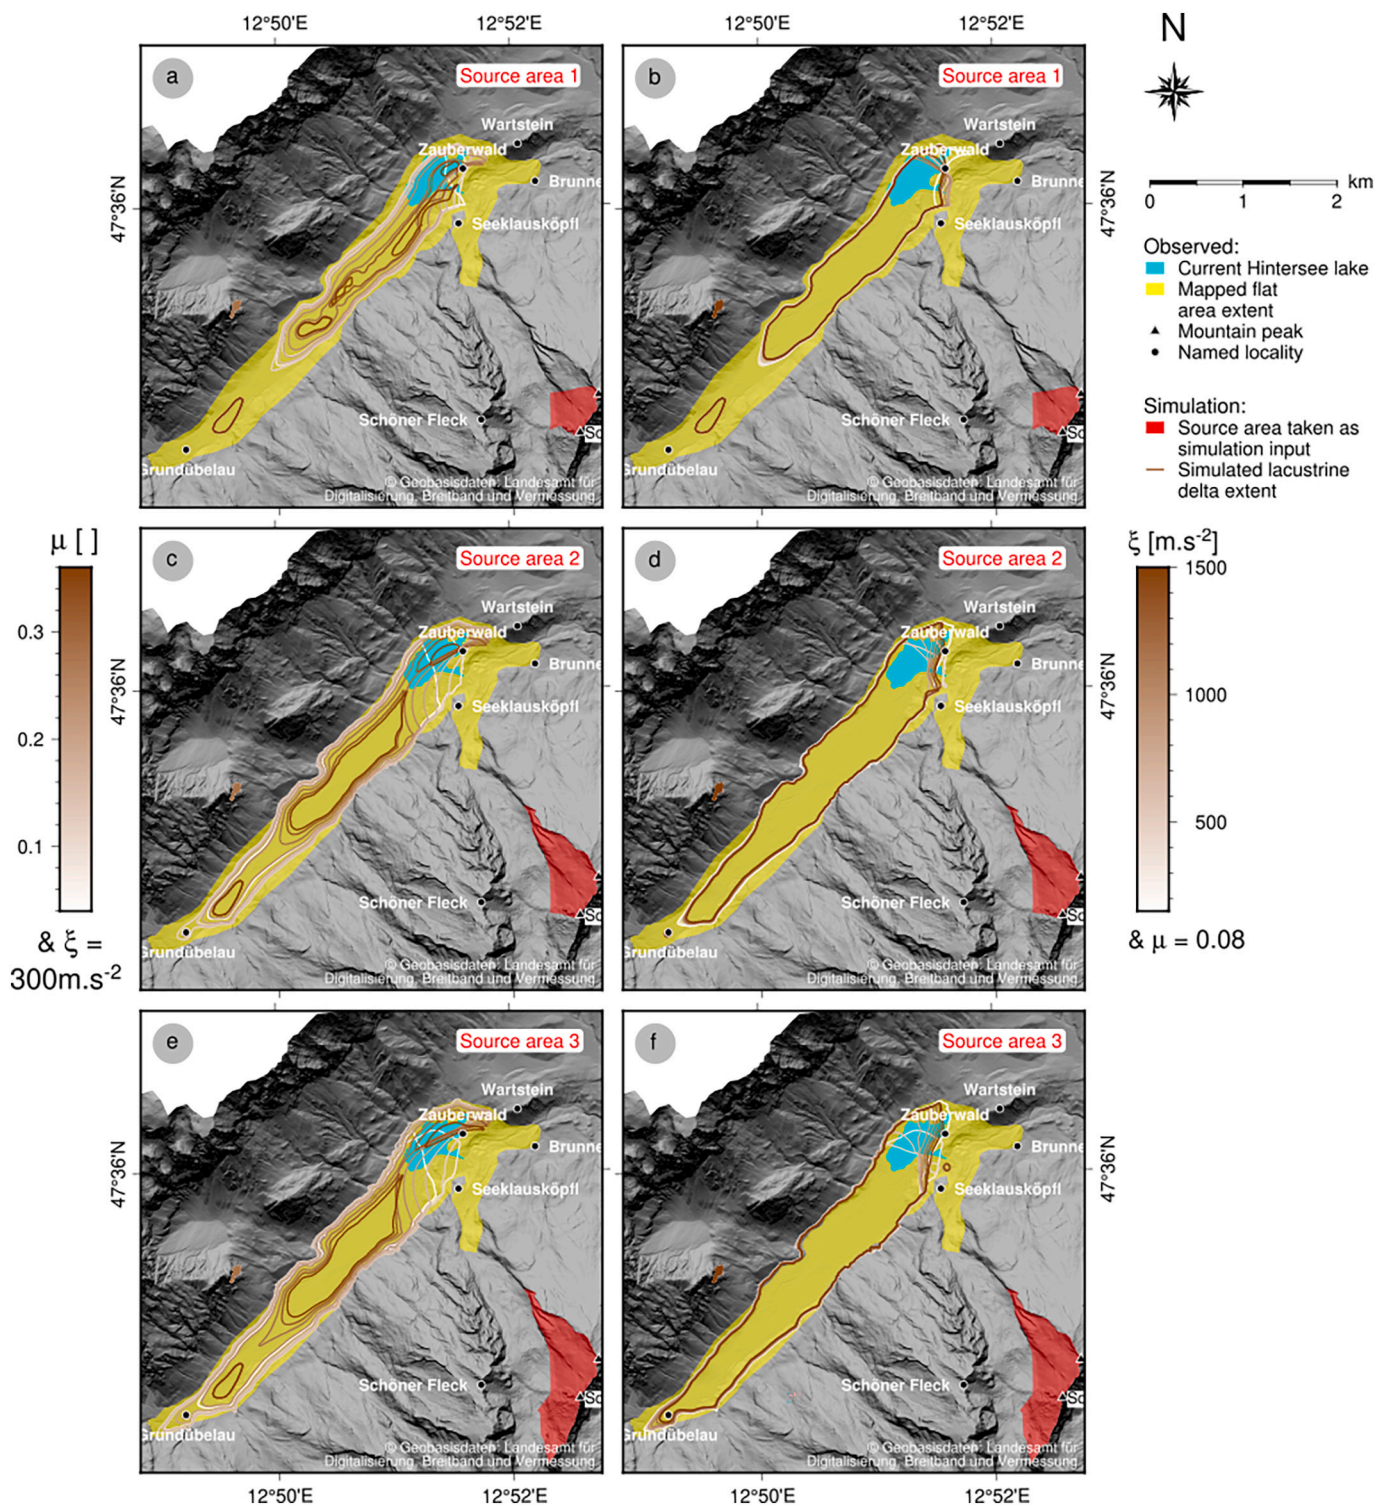 12°50'E
12°52'E
12°50'E
12°52'E
N
a
Source area 1
Wartstein
Zauberwald
Brunne
Seeklausköpfl
Schöner Fleck
Grundübelau
© Geobasisdaten: Landesamt für
Digitalisierung, Breitband und Vermessung
47°36'N
b
Source area 1
Wartstein
Zauberwald
Brunne
Seeklausköpfl
Schöner Fleck
Grundübelau
© Geobasisdaten: Landesamt für
Digitalisierung, Breitband und Vermessung
47°36'N
km
0
1
2
Observed:
Current Hintersee lake
Mapped flat
area extent
Mountain peak
Named locality
Simulation:
Source area taken as
simulation input
Simulated lacustrine
delta extent
μ [ ]
0.3
0.2
0.1
& ξ =
300m.s-2
c
Source area 2
Wartstein
Zauberwald
Brunne
Seeklausköpfl
Schöner Fleck
Grundübelau
© Geobasisdaten: Landesamt für
Digitalisierung, Breitband und Vermessung
47°36'N
d
Source area 2
Wartstein
Zauberwald
Brunne
Seeklausköpfl
Schöner Fleck
Grundübelau
© Geobasisdaten: Landesamt für
Digitalisierung, Breitband und Vermessung
47°36'N
ξ [m.s-2]
1500
1000
500
& μ = 0.08
e
Source area 3
Wartstein
Zauberwald
Brunne
Seeklausköpfl
Schöner Fleck
Grundübelau
© Geobasisdaten: Landesamt für
Digitalisierung, Breitband und Vermessung
47°36'N
f
Source area 3
Wartstein
Zauberwald
Brunne
Seeklausköpfl
Schöner Fleck
Grundübelau
© Geobasisdaten: Landesamt für
Digitalisierung, Breitband und Vermessung
47°36'N
12°50'E
12°52'E
12°50'E
12°52'E